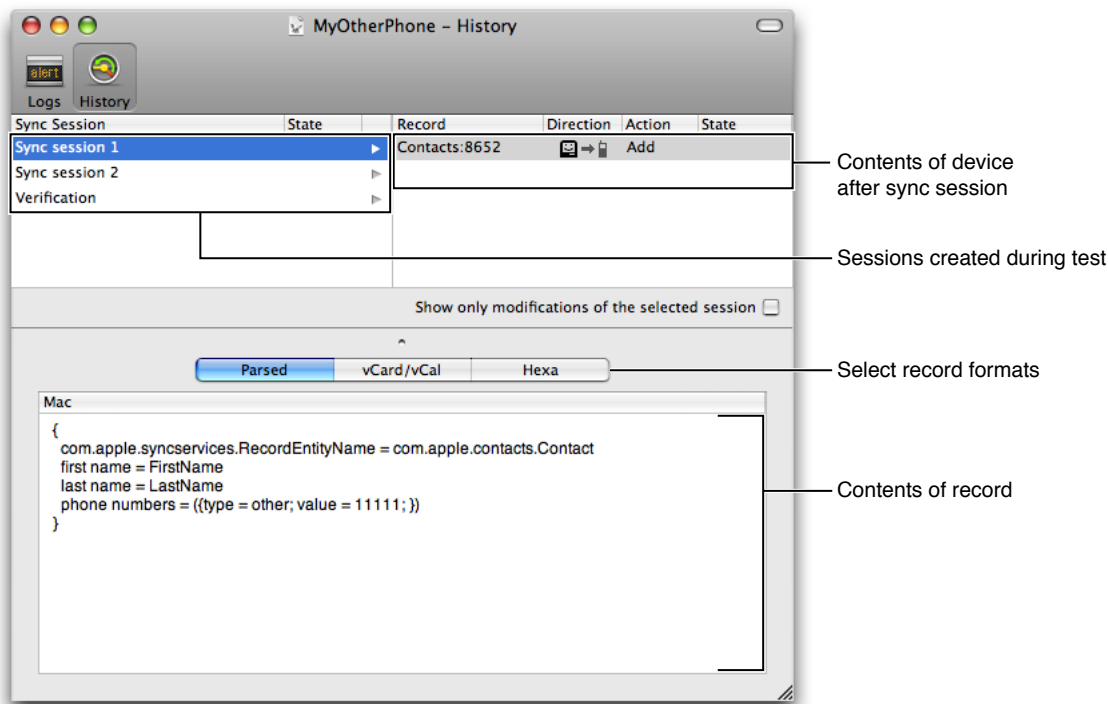 MyOtherPhone – History
alert
Logs History
Sync Session State Record Direction Action State
Sync session 1 Contacts:8652 Add
Sync session 2
Verification
Contents of device
after sync session
Sessions created during test
Show only modifications of the selected session
Parsed vCard/vCal Hexa
Select record formats
Mac
{
com.apple.syncservices.RecordEntityName = com.apple.contacts.Contact
first name = FirstName
last name = LastName
phone numbers = ({type = other; value = 11111; })
}
Contents of record